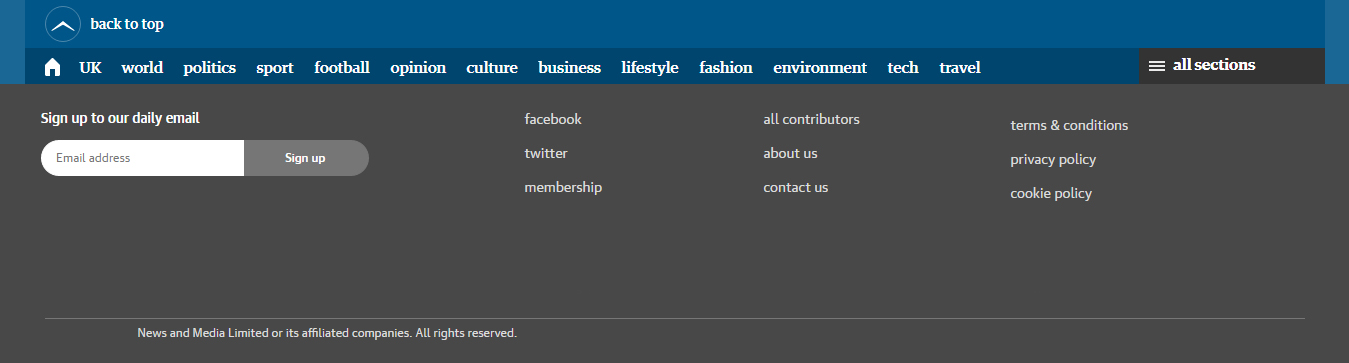 back to top
UK world politics sport football opinion culture business lifestyle fashion environment tech travel all sections
Sign up to our daily email
Email address Sign up
facebook
twitter
membership
all contributors
about us
contact us
terms & conditions
privacy policy
cookie policy
News and Media Limited or its affiliated companies. All rights reserved.